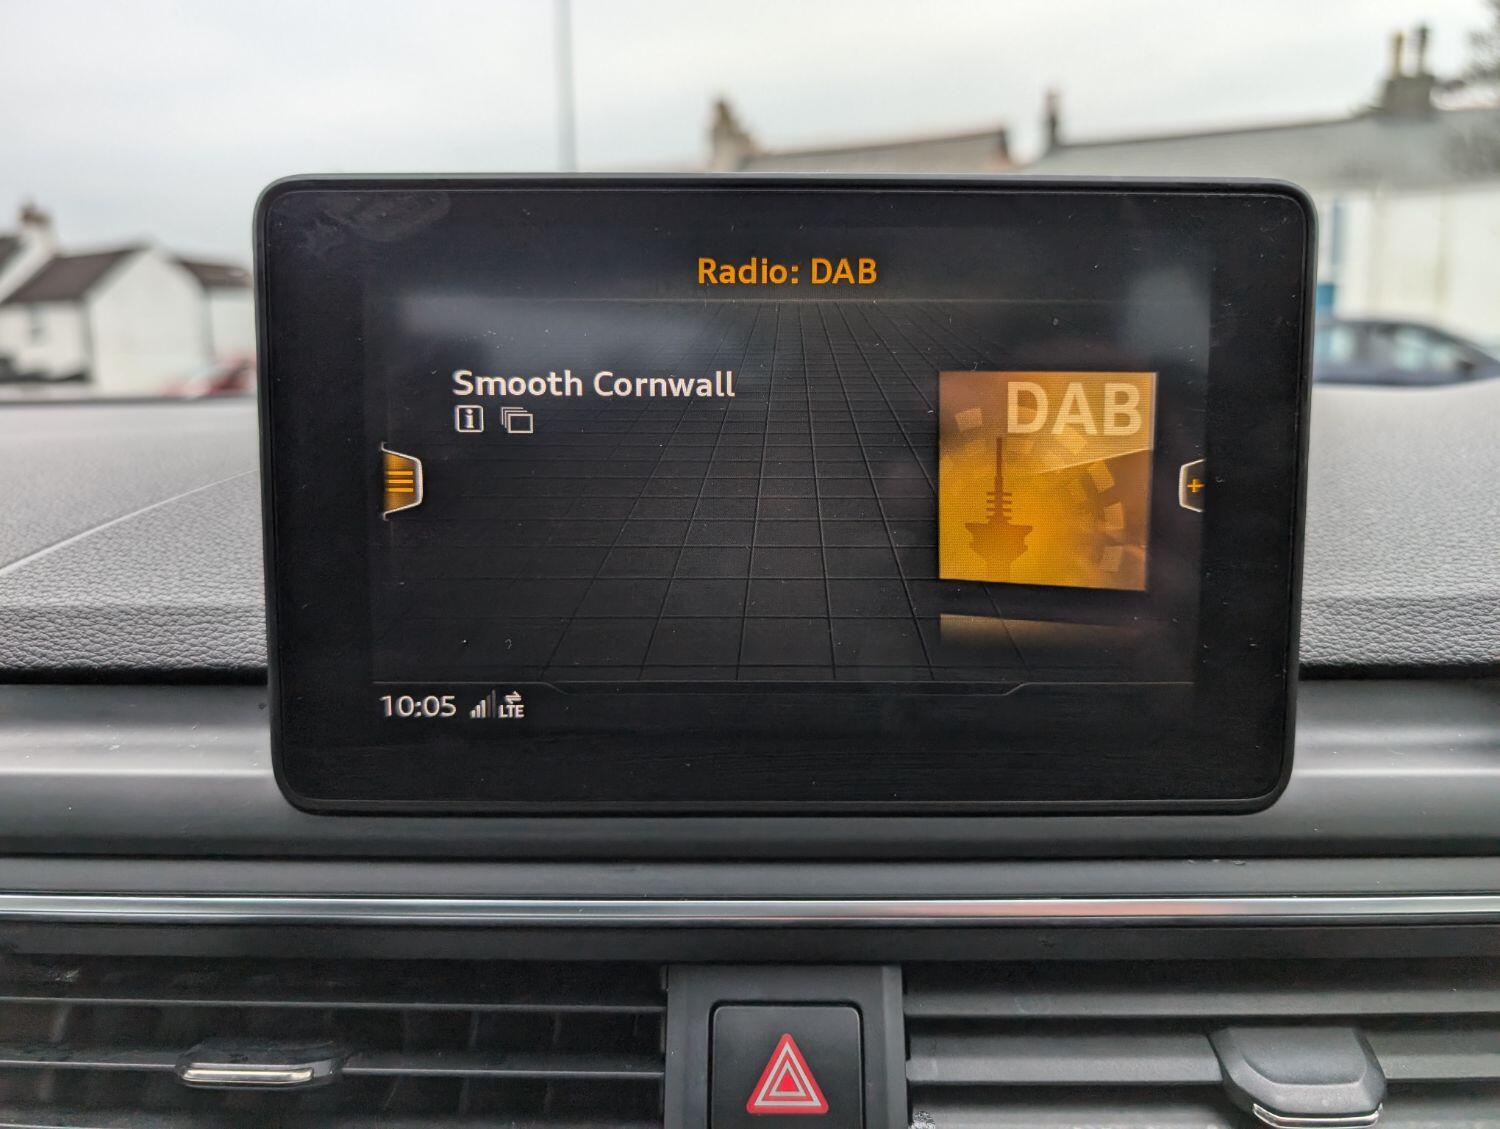 Radio: DAB
Smooth Cornwall
i
DAB
10:05 LTE